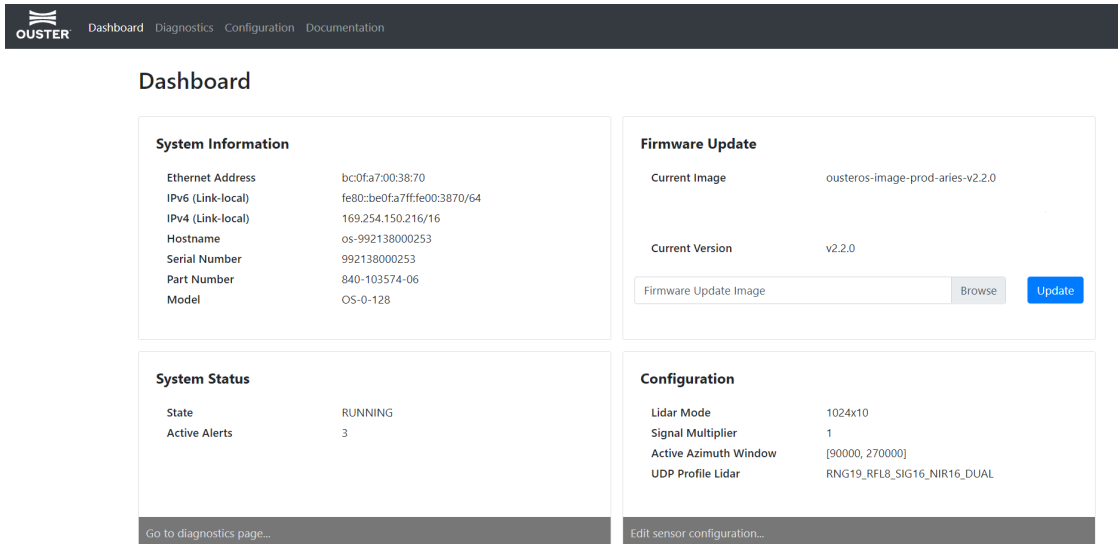 OUSTER
Dashboard Diagnostics Configuration Documentation
Dashboard
System Information
Ethernet Address bc:0f:a7:00:38:70
IPv6 (Link-local) fe80::be0f:a7ff:fe00:3870/64
IPv4 (Link-local) 169.254.150.216/16
Hostname os-992138000253
Serial Number 992138000253
Part Number 840-103574-06
Model OS-0-128
Firmware Update
Current Image ousteros-image-prod-aries-v2.2.0
Current Version v2.2.0
Firmware Update Image Browse Update
System Status
State RUNNING
Active Alerts 3
Go to diagnostics page...
Configuration
Lidar Mode 1024x10
Signal Multiplier 1
Active Azimuth Window [90000, 270000]
UDP Profile Lidar RNG19_RFL8_SIG16_NIR16_DUAL
Edit sensor configuration...